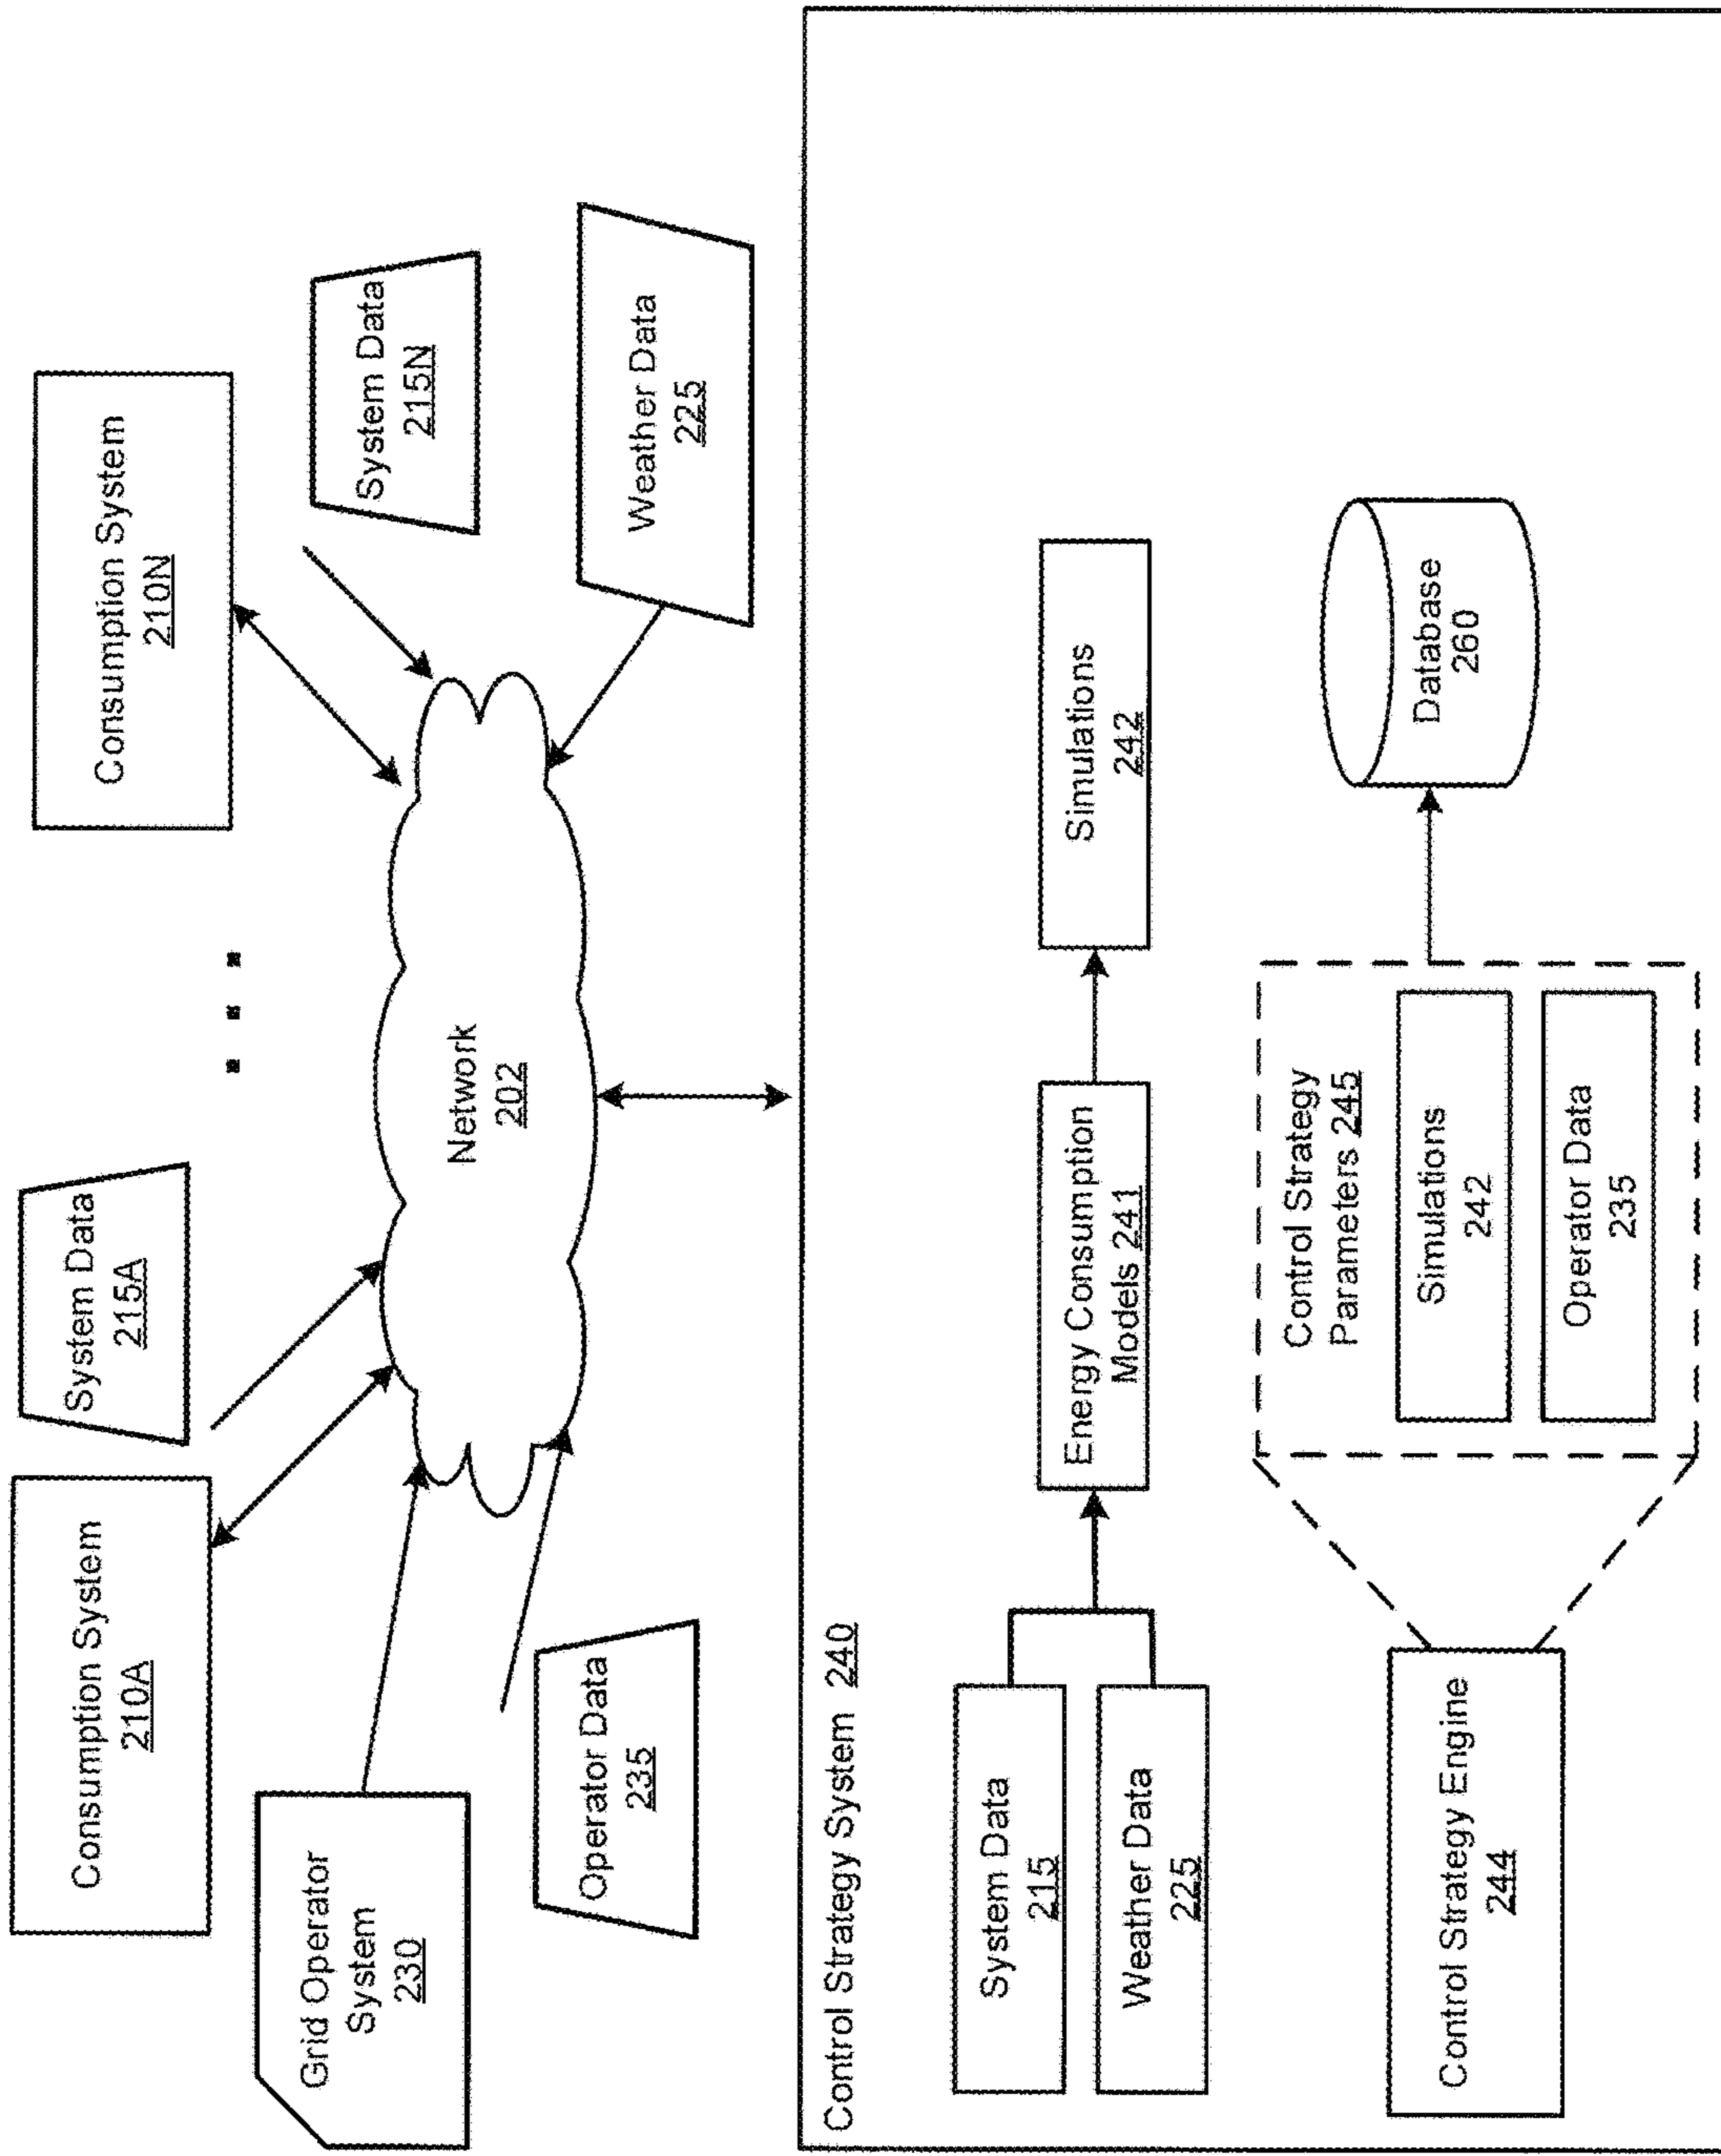 Consumption System
210A
System Data
215A
Consumption System
210N
System Data
215N
Grid Operator
System
230
Operator Data
235
Network
202
Weather Data
225
Control Strategy System 240
System Data
215
Weather Data
225
Energy Consumption
Models 241
Simulations
242
Control Strategy Engine
244
Control Strategy
Parameters 245
Simulations
242
Operator Data
235
Database
260